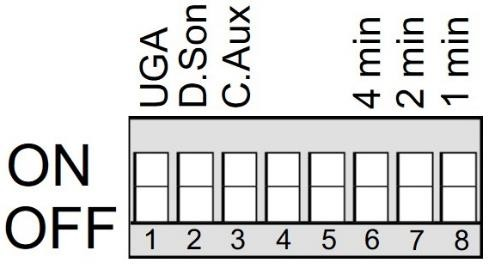 UGA
D.Son
C.Aux
4 min
2 min
1 min
ON
OFF
1 2 3 4 5 6 7 8